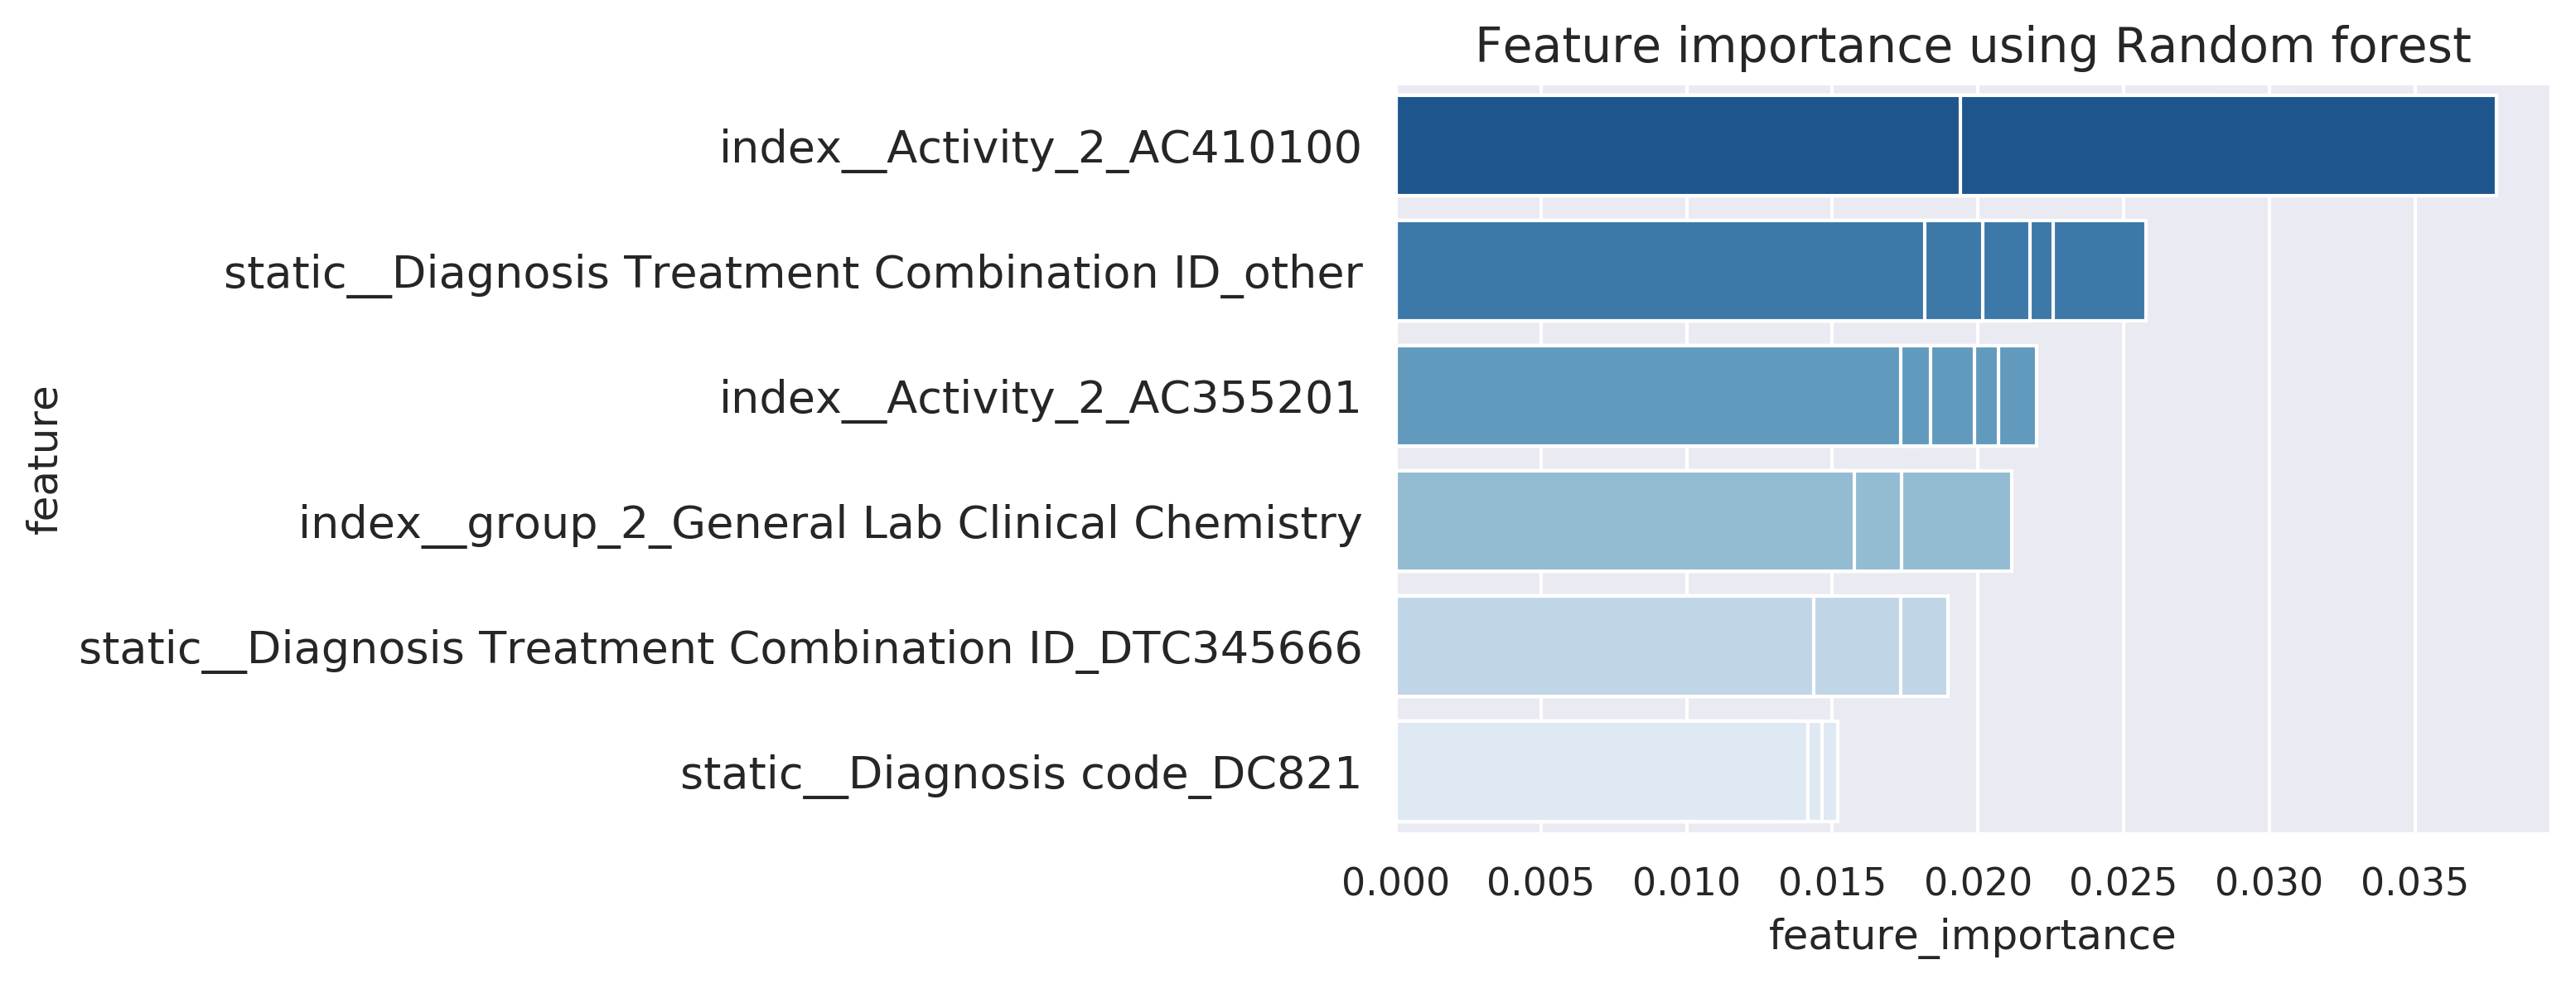 Feature importance using Random forest
index__Activity_2_AC410100
static__Diagnosis Treatment Combination ID_other
index__Activity_2_AC355201
index__group_2_General Lab Clinical Chemistry
static__Diagnosis Treatment Combination ID_DTC345666
static__Diagnosis code_DC821
feature
0.000 0.005 0.010 0.015 0.020 0.025 0.030 0.035
feature_importance